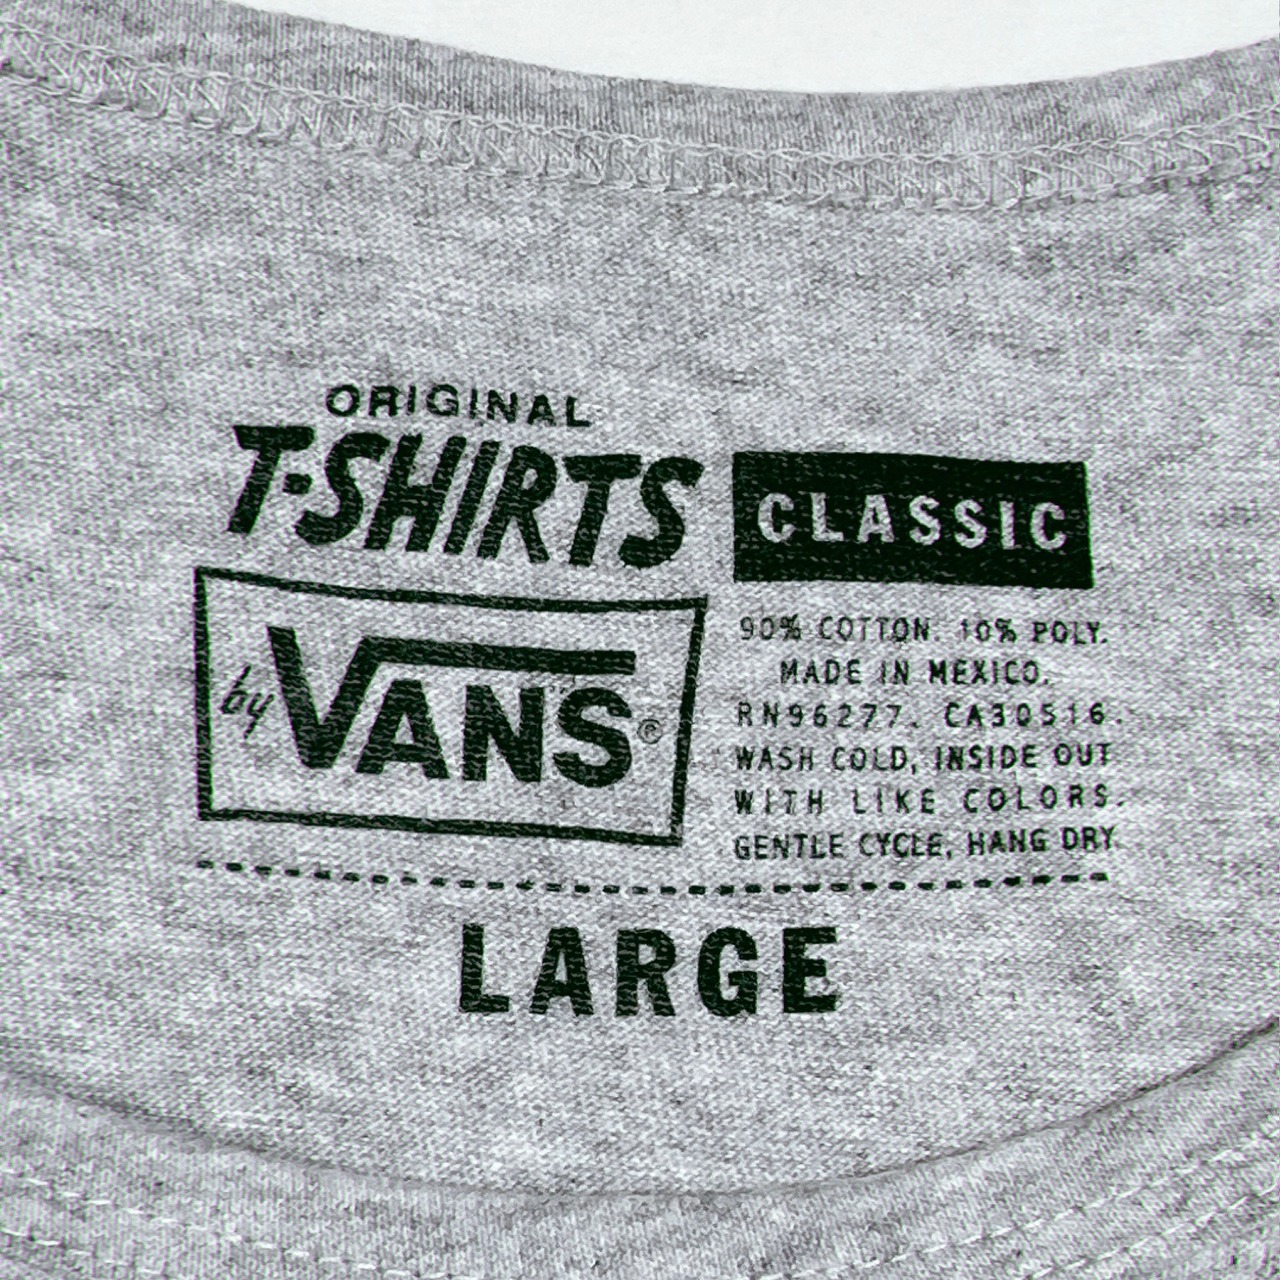 ORIGINAL
T-SHIRTS
by VANS®
CLASSIC
90% COTTON. 10% POLY.
MADE IN MEXICO.
RN96277. CA30516.
WASH COLD, INSIDE OUT
WITH LIKE COLORS.
GENTLE CYCLE, HANG DRY.
LARGE